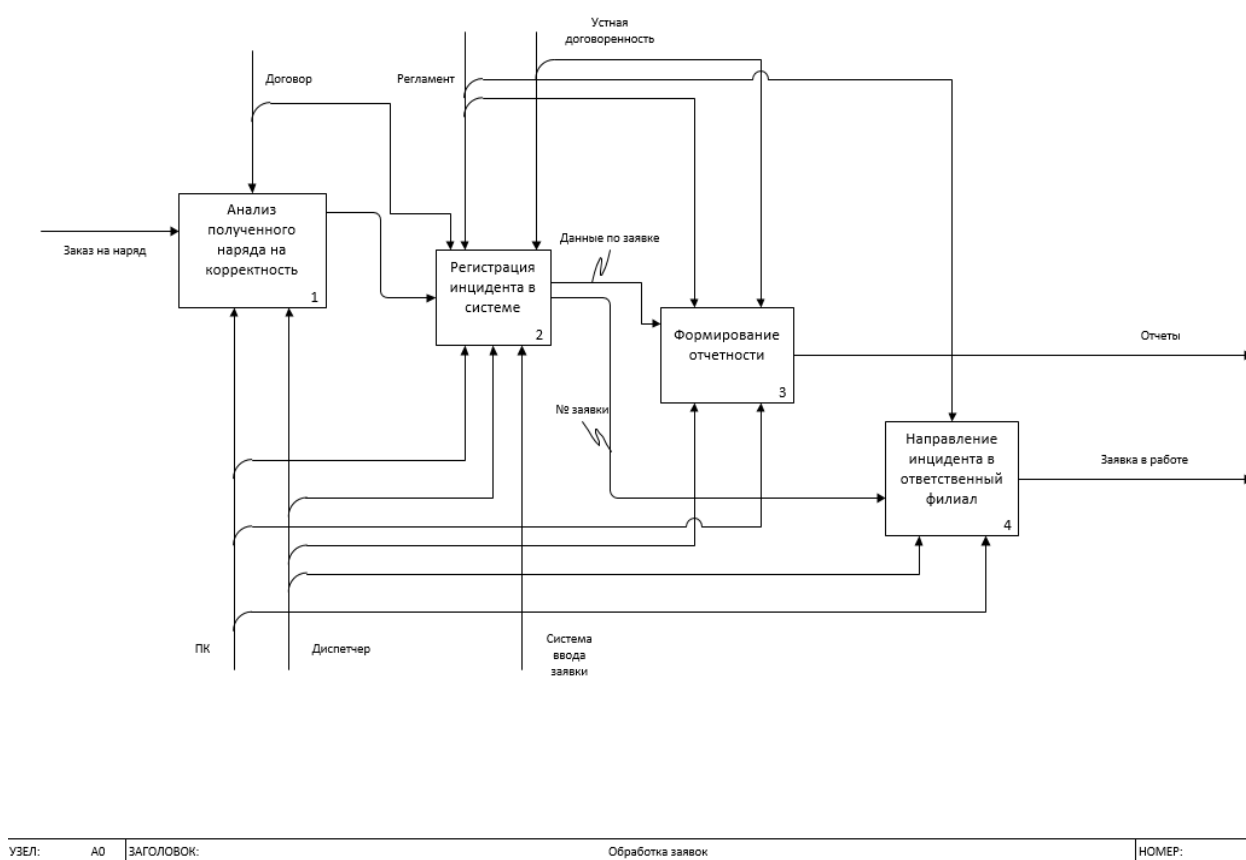 Устная
договоренность
Договор
Регламент
Анализ
полученного
наряда на
корректность
1
Заказ на наряд
Данные по заявке
Регистрация
инцидента в
системе
2
Формирование
отчетности
3
Отчеты
№ заявки
Направление
инцидента в
ответственный
филиал
4
Заявка в работе
ПК
Диспетчер
Система
ввода
заявки
УЗЕЛ: А0 ЗАГОЛОВОК: Обработка заявок НОМЕР: